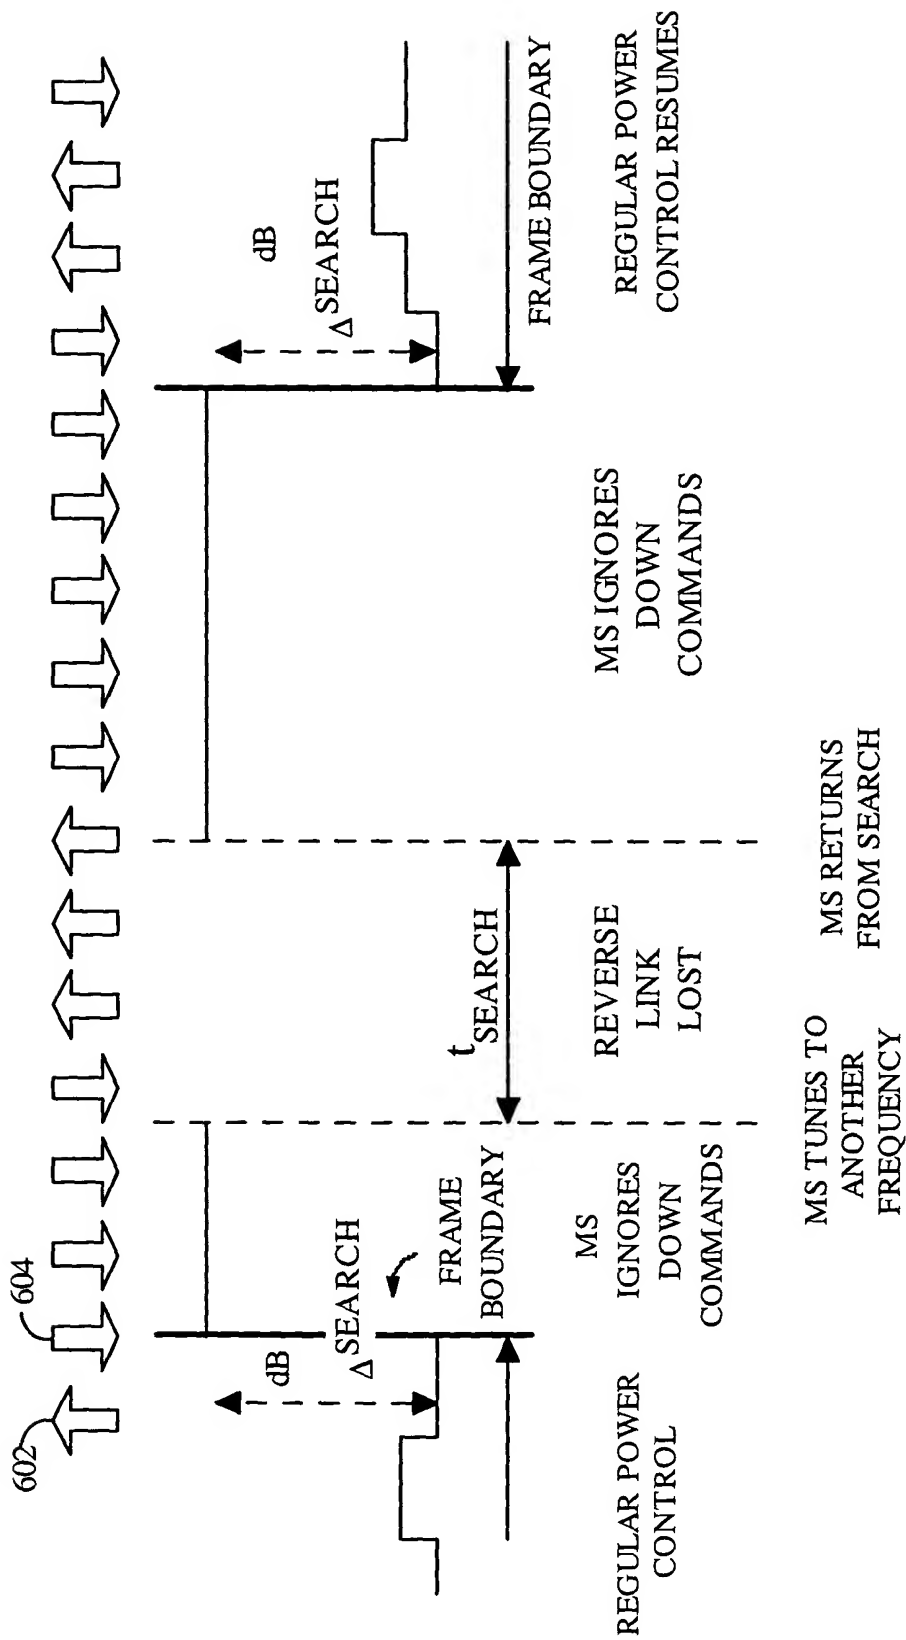 602
604
dB
Δ SEARCH
FRAME
BOUNDARY
t SEARCH
dB
Δ SEARCH
FRAME BOUNDARY
REGULAR POWER
CONTROL
MS
IGNORES
DOWN
COMMANDS
REVERSE
LINK
LOST
MS IGNORES
DOWN
COMMANDS
REGULAR POWER
CONTROL RESUMES
MS TUNES TO
ANOTHER
FREQUENCY
MS RETURNS
FROM SEARCH